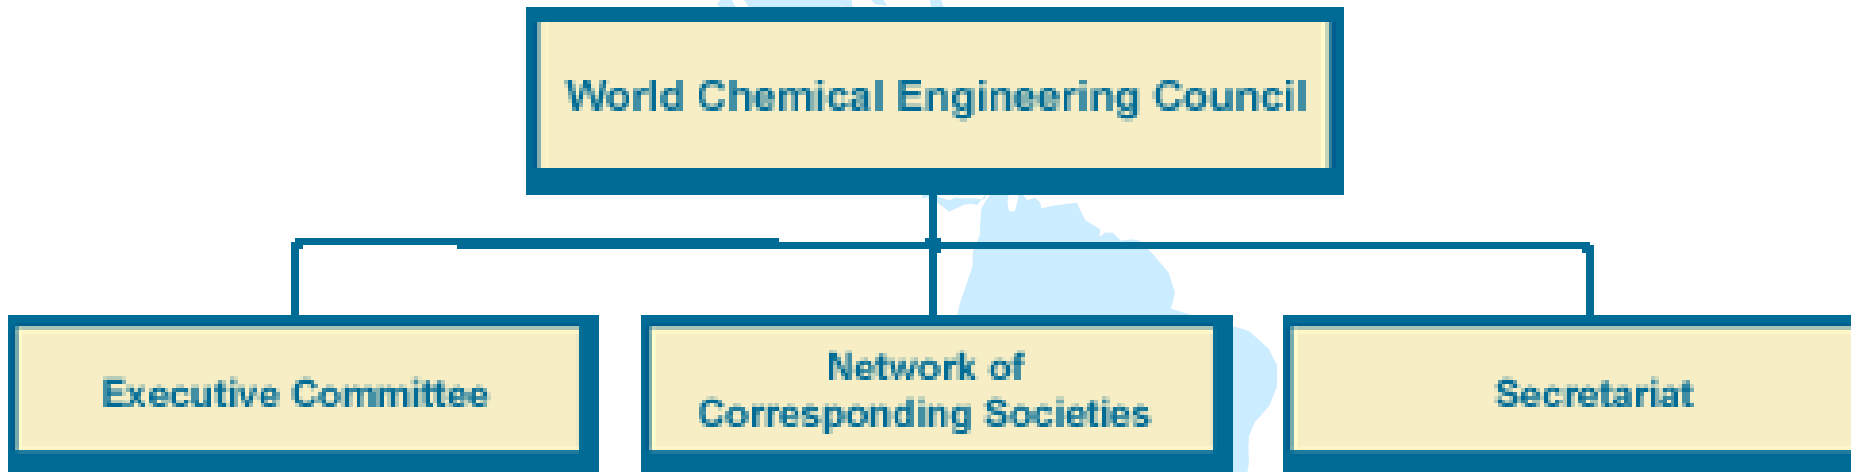 World Chemical Engineering Council
Executive Committee
Network of
Corresponding Societies
Secretariat